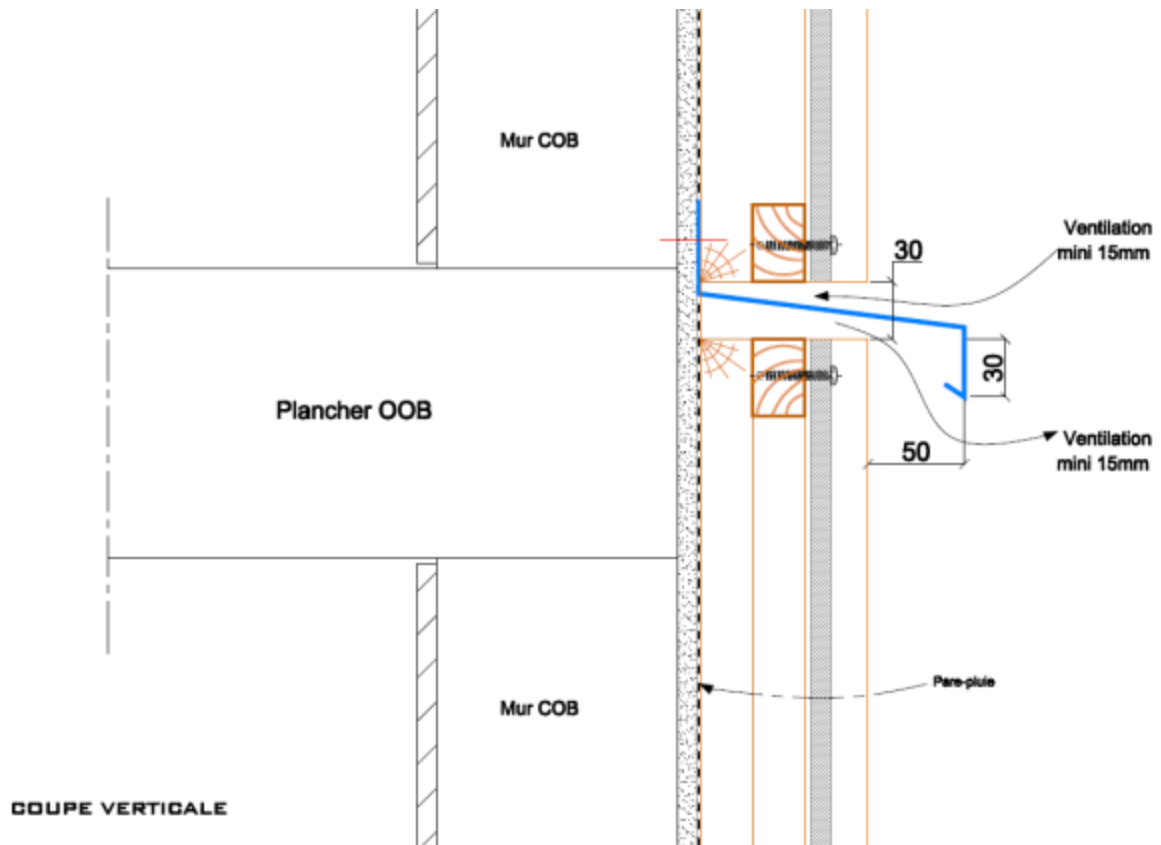 Mur COB
Ventilation
mini 15mm
30
30
Plancher OOB
50
Ventilation
mini 15mm
Pare-pluie
Mur COB
COUPE VERTICALE